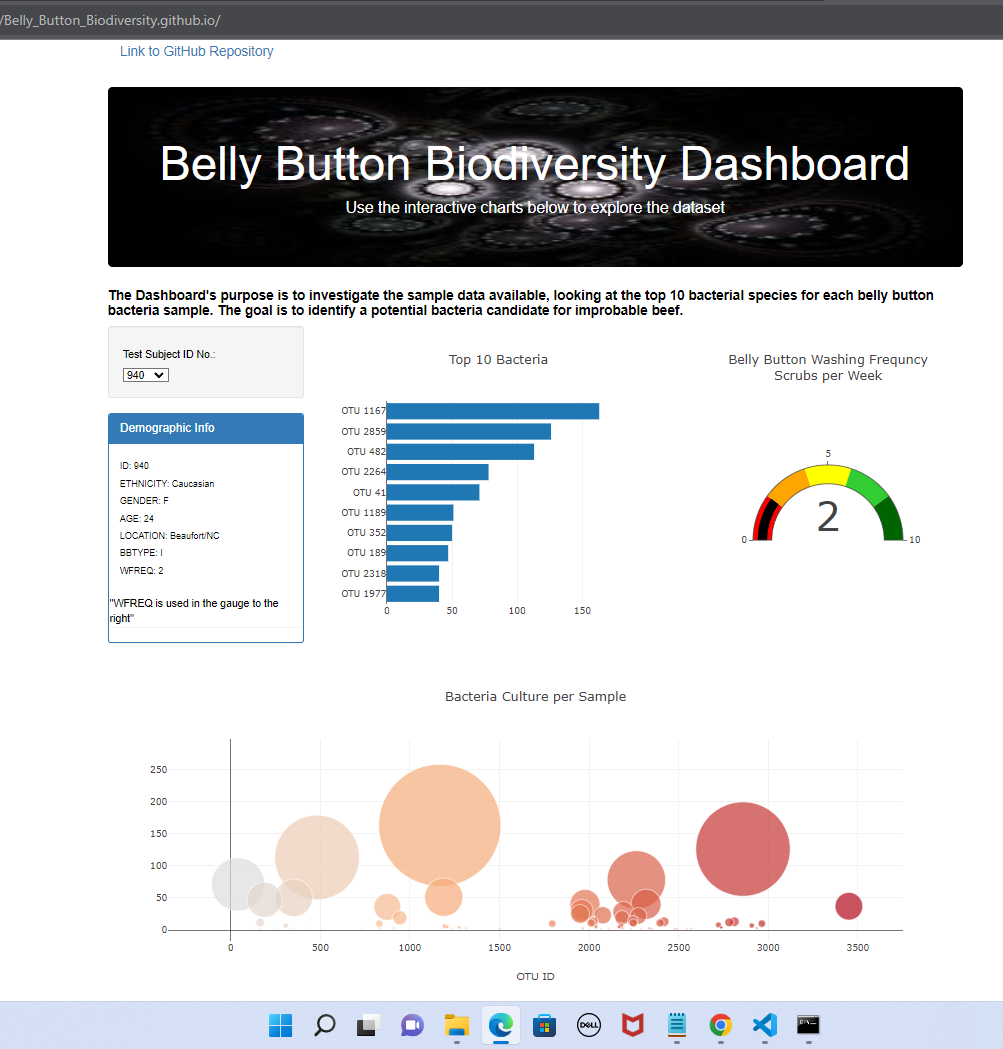 /Belly_Button_Biodiversity.github.io/
Link to GitHub Repository
Belly Button Biodiversity Dashboard
Use the interactive charts below to explore the dataset
The Dashboard's purpose is to investigate the sample data available, looking at the top 10 bacterial species for each belly button
bacteria sample. The goal is to identify a potential bacteria candidate for improbable beef.
Test Subject ID No.:
940
Demographic Info
ID: 940
ETHNICITY: Caucasian
GENDER: F
AGE: 24
LOCATION: Beaufort/NC
BBTYPE: I
WFREQ: 2
"WFREQ is used in the gauge to the
right"
Top 10 Bacteria
OTU 1167
OTU 2859
OTU 482
OTU 2264
OTU 41
OTU 1189
OTU 352
OTU 189
OTU 2318
OTU 1977
0 50 100 150
Belly Button Washing Frequncy
Scrubs per Week
5
2
0 10
Bacteria Culture per Sample
250
200
150
100
50
0
0 500 1000 1500 2000 2500 3000 3500
OTU ID
DELL